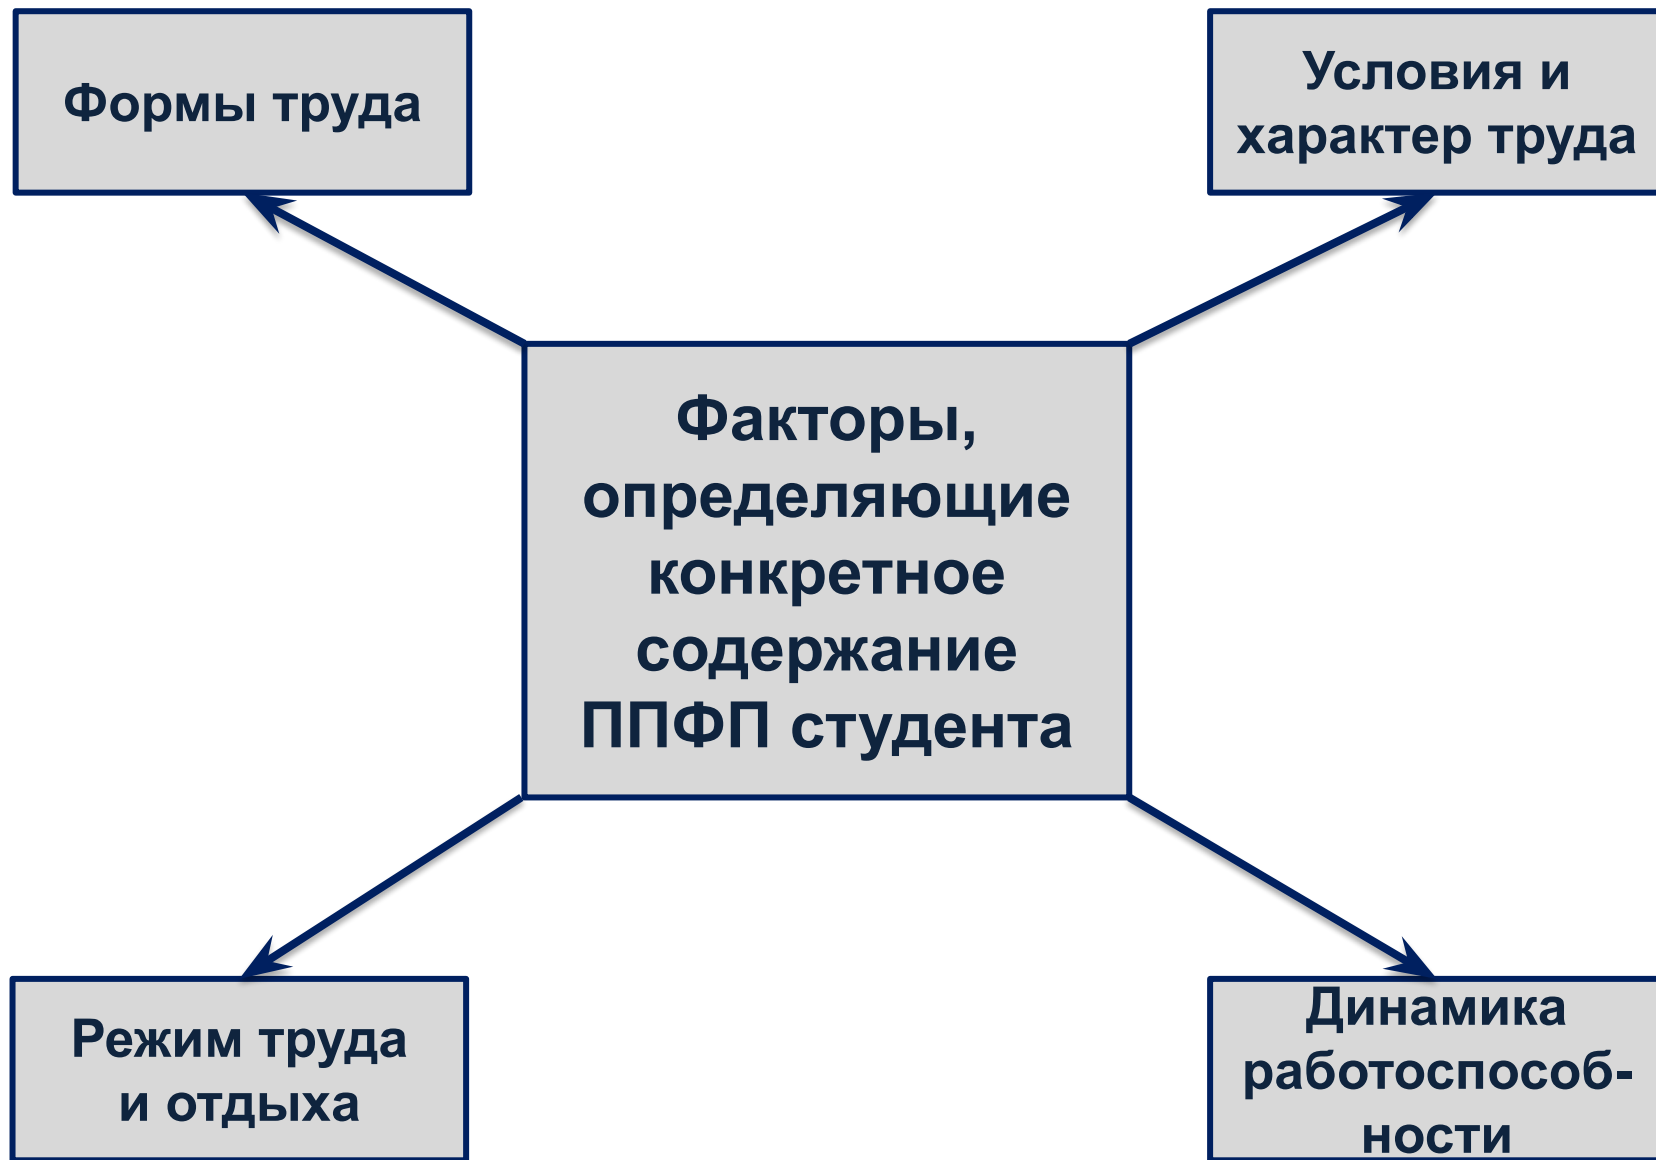 Формы труда
Условия и
характер труда
Факторы,
определяющие
конкретное
содержание
ППФП студента
Режим труда
и отдыха
Динамика
работоспособ-
ности